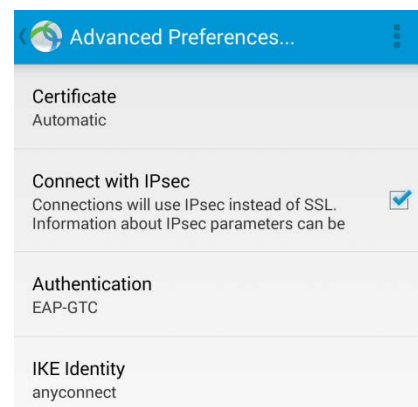 Advanced Preferences...
Certificate
Automatic
Connect with IPsec
Connections will use IPsec instead of SSL.
Information about IPsec parameters can be
Authentication
EAP-GTC
IKE Identity
anyconnect